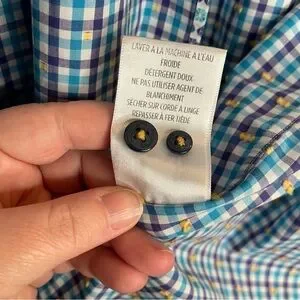 LAVER À LA MACHINE À L'EAU
FROIDE
DÉTERGENT DOUX
NE PAS UTILISER AGENT DE
BLANCHIMENT
SÉCHER SUR CORDE À LINGE
REPASSER À FER TIÈDE